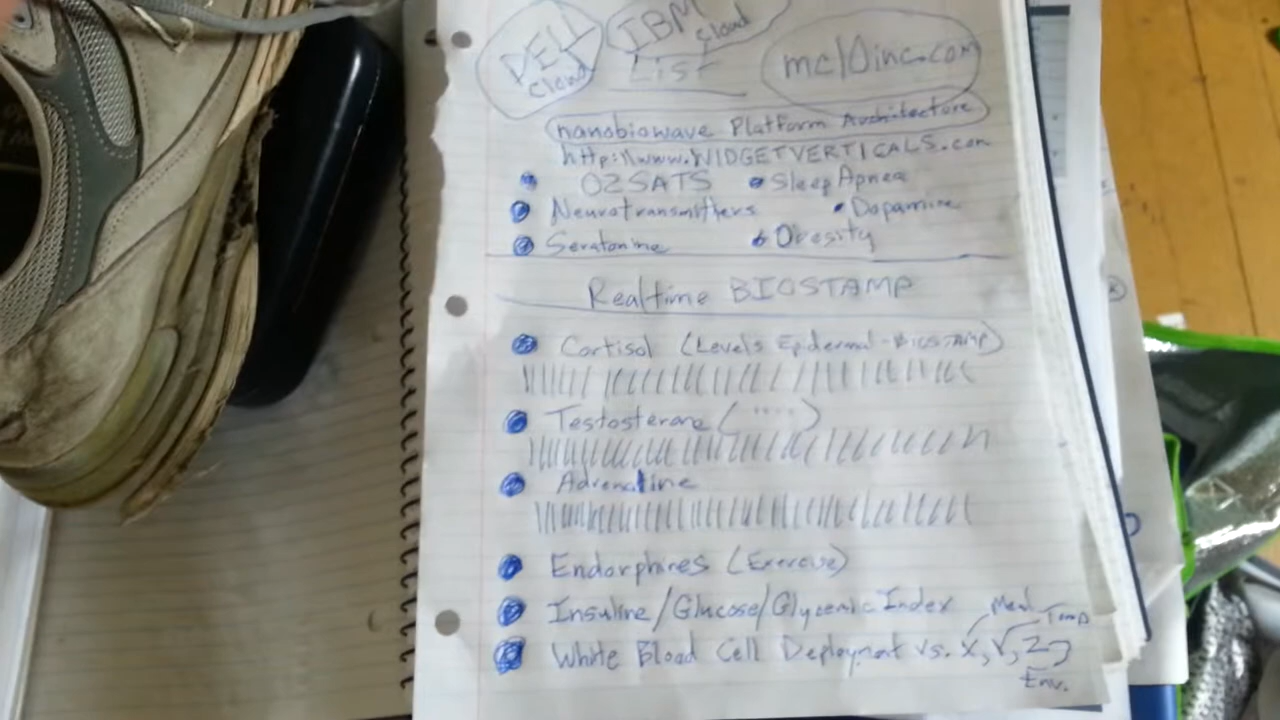 DELL cloud
IBM cloud
List
mc10inc.com
nanobiowave Platform Architecture
http://www.WIDGETVERTICALS.com
O2SATS • Sleep Apnea
• Neurotransmitters • Dopamine
• Seratonine • Obesity
Realtime BIOSTAMP
• Cortisol (Levels Epidermal-BIOSTAMP)
• Testosterone (" " ")
• Adrenaline
• Endorphines (Exercise)
• Insuline/Glucose/Glycemic Index
Meal Temp
• White Blood Cell Deployment vs. X, Y, Z
Env.